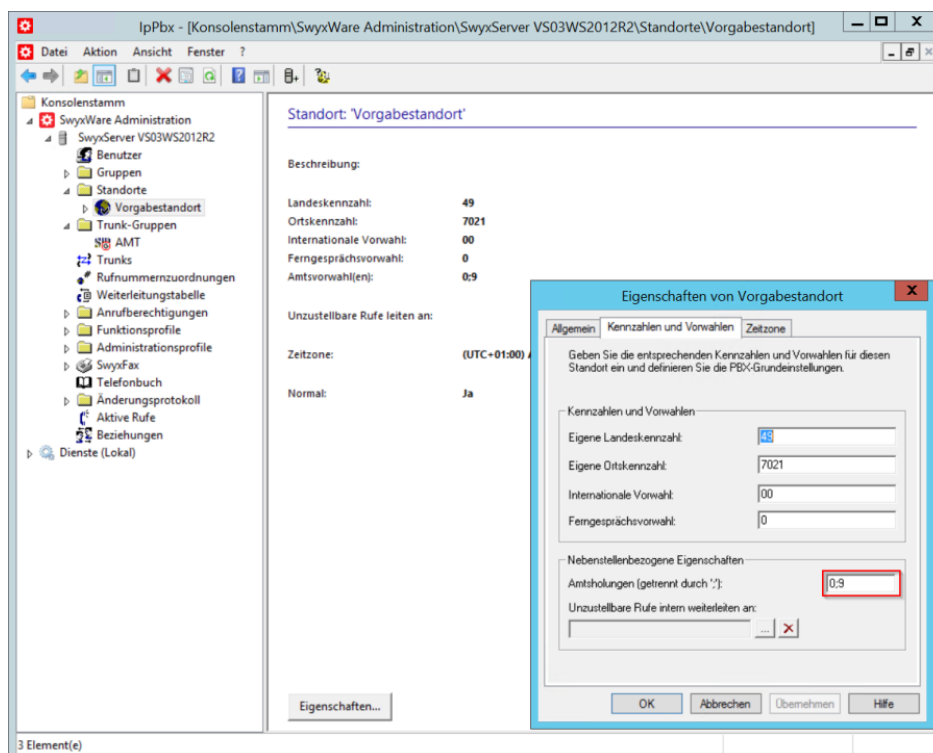 IpPbx - [Konsolenstamm\SwyxWare Administration\SwyxServer VS03WS2012R2\Standorte\Vorgabestandort]
Datei Aktion Ansicht Fenster ?
Konsolenstamm
SwyxWare Administration
SwyxServer VS03WS2012R2
Benutzer
Gruppen
Standorte
Vorgabestandort
Trunk-Gruppen
AMT
Trunks
Rufnummernzuordnungen
Weiterleitungstabelle
Anrufberechtigungen
Funktionsprofile
Administrationsprofile
SwyxFax
Telefonbuch
Änderungsprotokoll
Aktive Rufe
Beziehungen
Dienste (Lokal)
Standort: 'Vorgabestandort'
Beschreibung:
Landeskennzahl: 49
Ortskennzahl: 7021
Internationale Vorwahl: 00
Ferngesprächsvorwahl: 0
Amtsvorwahl(en): 0;9
Unzustellbare Rufe leiten an:
Zeitzone: (UTC+01:00)
Normal: Ja
Eigenschaften...
Eigenschaften von Vorgabestandort
Allgemein Kennzahlen und Vorwahlen Zeitzone
Geben Sie die entsprechenden Kennzahlen und Vorwahlen für diesen
Standort ein und definieren Sie die PBX-Grundeinstellungen.
Kennzahlen und Vorwahlen
Eigene Landeskennzahl: 49
Eigene Ortskennzahl: 7021
Internationale Vorwahl: 00
Ferngesprächsvorwahl: 0
Nebenstellenbezogene Eigenschaften
Amtsholungen (getrennt durch ';'): 0;9
Unzustellbare Rufe intern weiterleiten an:
...
OK Abbrechen Übernehmen Hilfe
3 Element(e)